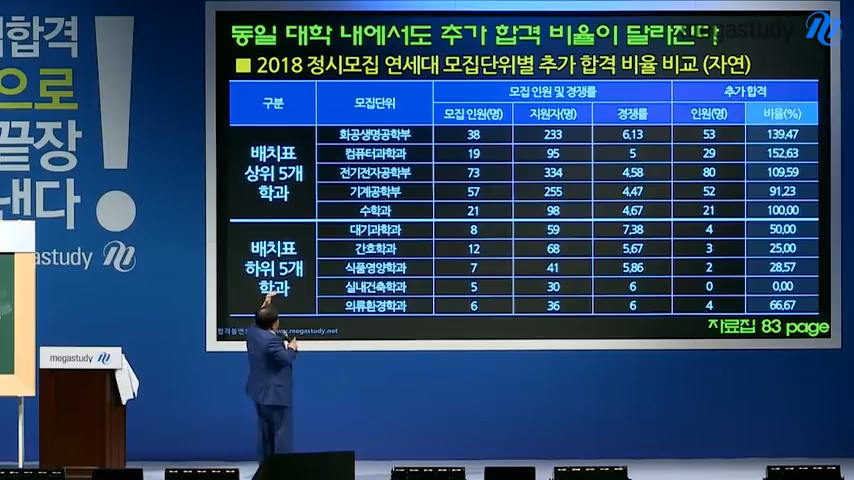 합격
으로
끝장
낸다
!
megastudy
megastudy
동일 대학 내에서도 추가 합격 비율이 달라진다
megastudy
■ 2018 정시모집 연세대 모집단위별 추가 합격 비율 비교 (자연)
구분 모집단위 모집 인원 및 경쟁률 추가 합격
모집 인원(명) 지원자(명) 경쟁률 인원(명) 비율(%)
배치표 상위 5개 학과
화공생명공학부 38 233 6.13 53 139.47
컴퓨터과학과 19 95 5 29 152.63
전기전자공학부 73 334 4.58 80 109.59
기계공학부 57 255 4.47 52 91.23
수학과 21 98 4.67 21 100.00
배치표 하위 5개 학과
대기과학과 8 59 7.38 4 50.00
간호학과 12 68 5.67 3 25.00
식품영양학과 7 41 5.86 2 28.57
실내건축학과 5 30 6 0 0.00
의류환경학과 6 36 6 4 66.67
합격불변 www.megastudy.net
자료집 83 page